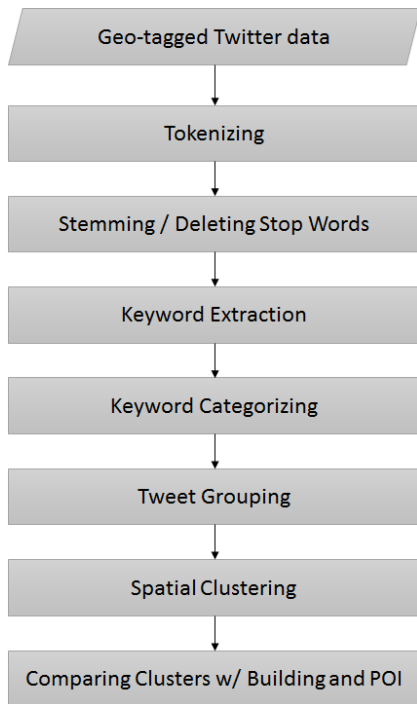 Geo-tagged Twitter data
Tokenizing
Stemming / Deleting Stop Words
Keyword Extraction
Keyword Categorizing
Tweet Grouping
Spatial Clustering
Comparing Clusters w/ Building and POI